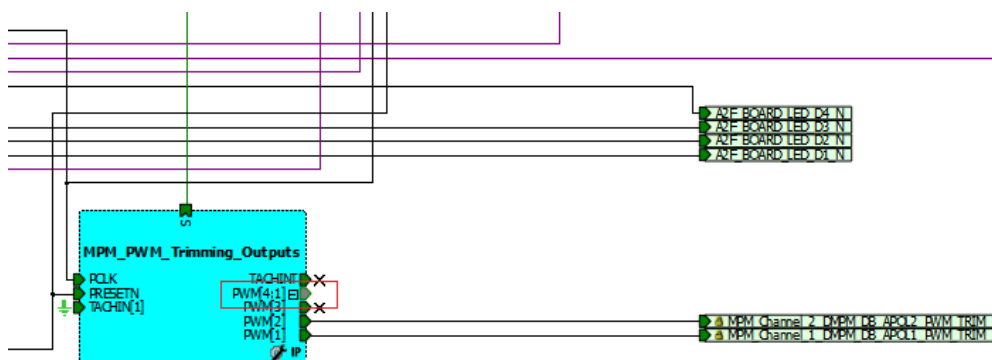 A2F_BOARD_LED_D4_N
A2F_BOARD_LED_D3_N
A2F_BOARD_LED_D2_N
A2F_BOARD_LED_D1_N
S
MPM_PWM_Trimming_Outputs
PCLK
PRESETN
TACHIN[1]
TACHINT
PWM[4:1]
PWM[3]
PWM[2]
PWM[1]
IP
MPM_Channel_2_DMPM_DB_APOL2_PWM_TRIM
MPM_Channel_1_DMPM_DB_APOL1_PWM_TRIM